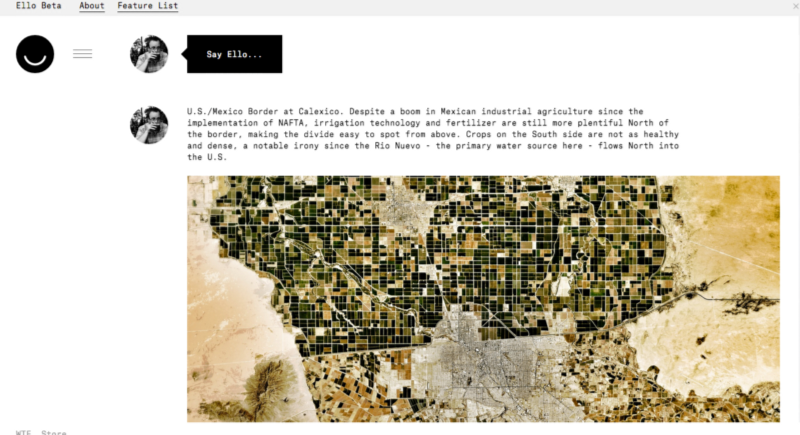 Ello Beta About Feature List
Say Ello...
U.S./Mexico Border at Calexico. Despite a boom in Mexican industrial agriculture since the
implementation of NAFTA, irrigation technology and fertilizer are still more plentiful North of
the border, making the divide easy to spot from above. Crops on the South side are not as healthy
and dense, a notable irony since the Rio Nuevo - the primary water source here - flows North into
the U.S.
WTF Store